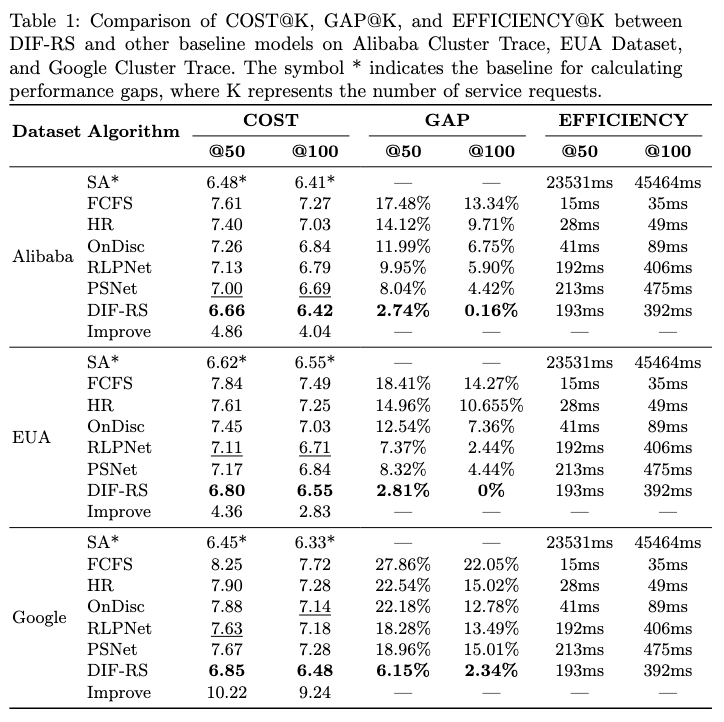 Table 1: Comparison of COST@K, GAP@K, and EFFICIENCY@K between
DIF-RS and other baseline models on Alibaba Cluster Trace, EUA Dataset,
and Google Cluster Trace. The symbol * indicates the baseline for calculating
performance gaps, where K represents the number of service requests.
Dataset Algorithm COST GAP EFFICIENCY
@50 @100 @50 @100 @50 @100
Alibaba
SA* 6.48* 6.41* — — 23531ms 45464ms
FCFS 7.61 7.27 17.48% 13.34% 15ms 35ms
HR 7.40 7.03 14.12% 9.71% 28ms 49ms
OnDisc 7.26 6.84 11.99% 6.75% 41ms 89ms
RLPNet 7.13 6.79 9.95% 5.90% 192ms 406ms
PSNet 7.00 6.69 8.04% 4.42% 213ms 475ms
DIF-RS 6.66 6.42 2.74% 0.16% 193ms 392ms
Improve 4.86 4.04 — — — —
EUA
SA* 6.62* 6.55* — — 23531ms 45464ms
FCFS 7.84 7.49 18.41% 14.27% 15ms 35ms
HR 7.61 7.25 14.96% 10.655% 28ms 49ms
OnDisc 7.45 7.03 12.54% 7.36% 41ms 89ms
RLPNet 7.11 6.71 7.37% 2.44% 192ms 406ms
PSNet 7.17 6.84 8.32% 4.44% 213ms 475ms
DIF-RS 6.80 6.55 2.81% 0% 193ms 392ms
Improve 4.36 2.83 — — — —
Google
SA* 6.45* 6.33* — — 23531ms 45464ms
FCFS 8.25 7.72 27.86% 22.05% 15ms 35ms
HR 7.90 7.28 22.54% 15.02% 28ms 49ms
OnDisc 7.88 7.14 22.18% 12.78% 41ms 89ms
RLPNet 7.63 7.18 18.28% 13.49% 192ms 406ms
PSNet 7.67 7.28 18.96% 15.01% 213ms 475ms
DIF-RS 6.85 6.48 6.15% 2.34% 193ms 392ms
Improve 10.22 9.24 — — — —